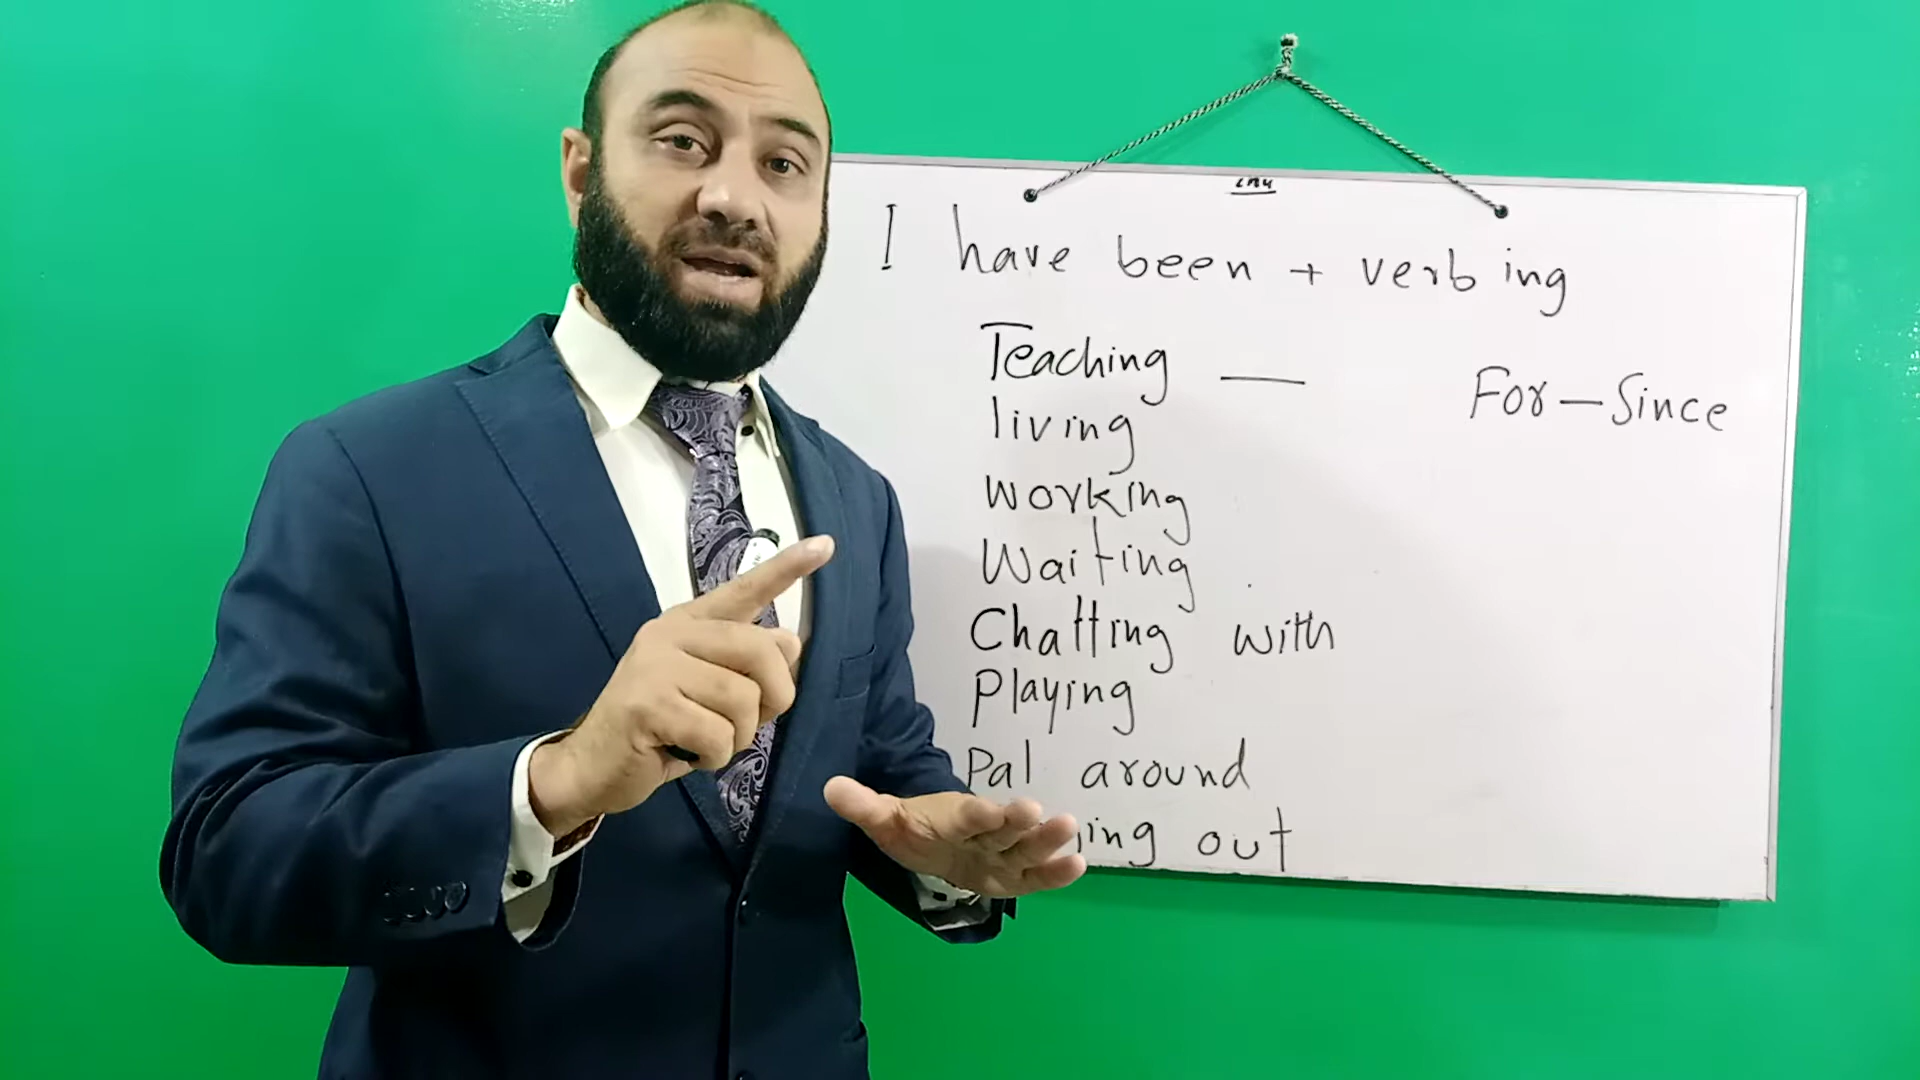 I have been + verb ing
Teaching — For — Since
living
working
Waiting
Chatting with
Playing
Pal around
out